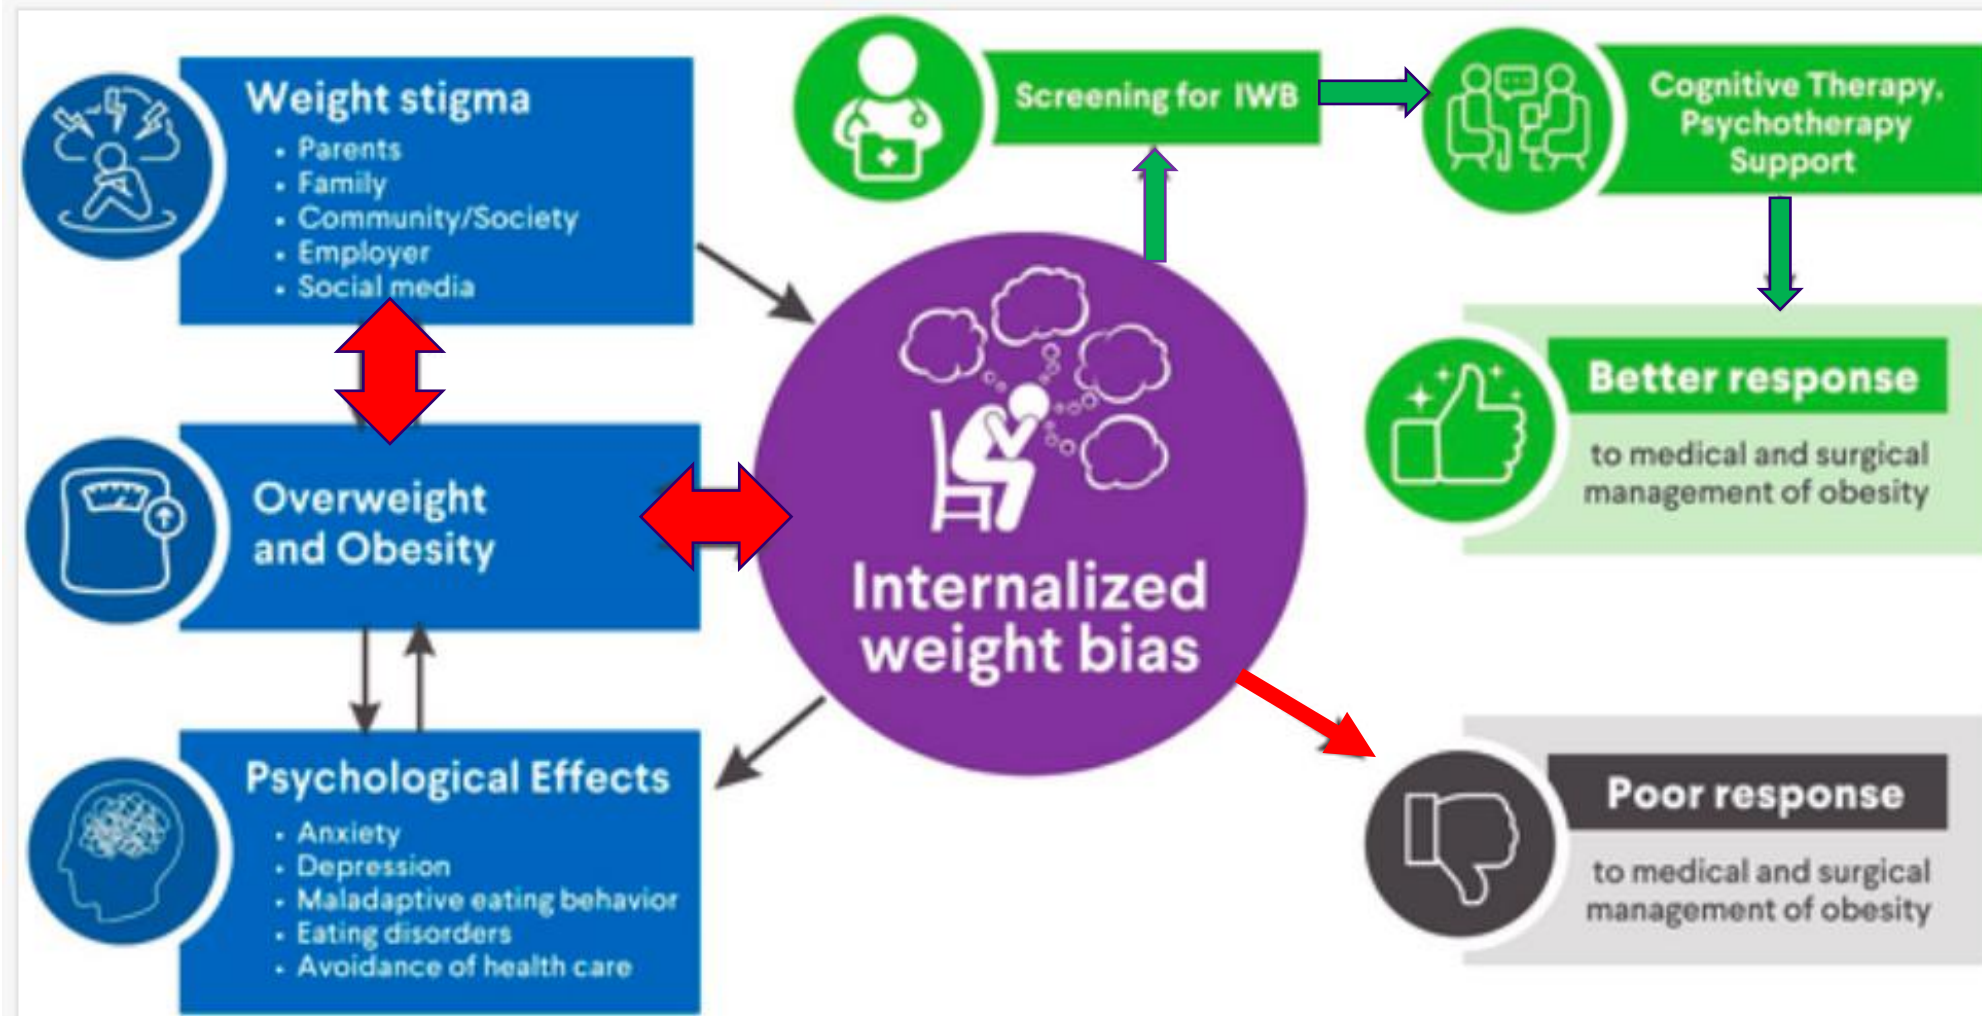 Weight stigma
• Parents
• Family
• Community/Society
• Employer
• Social media
Overweight
and Obesity
Psychological Effects
• Anxiety
• Depression
• Maladaptive eating behavior
• Eating disorders
• Avoidance of health care
Internalized
weight bias
Screening for IWB
Cognitive Therapy.
Psychotherapy
Support
Better response
to medical and surgical
management of obesity
Poor response
to medical and surgical
management of obesity